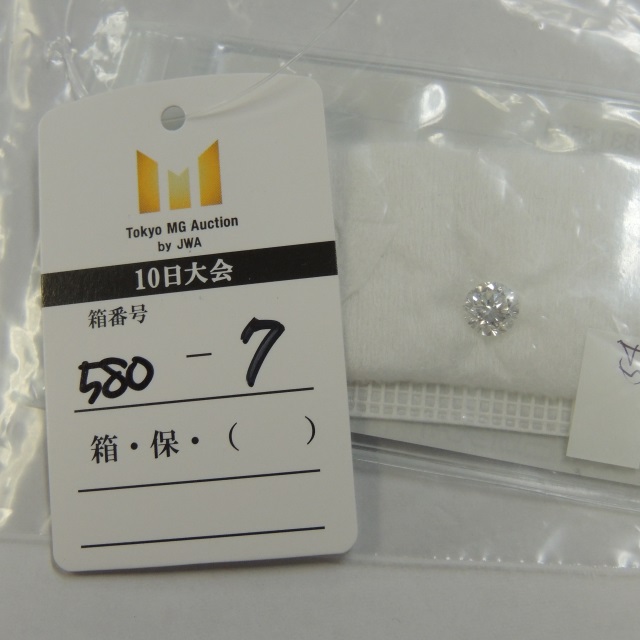 Tokyo MG Auction
by JWA
10日大会
箱番号
580 - 7
箱・保・(　　)